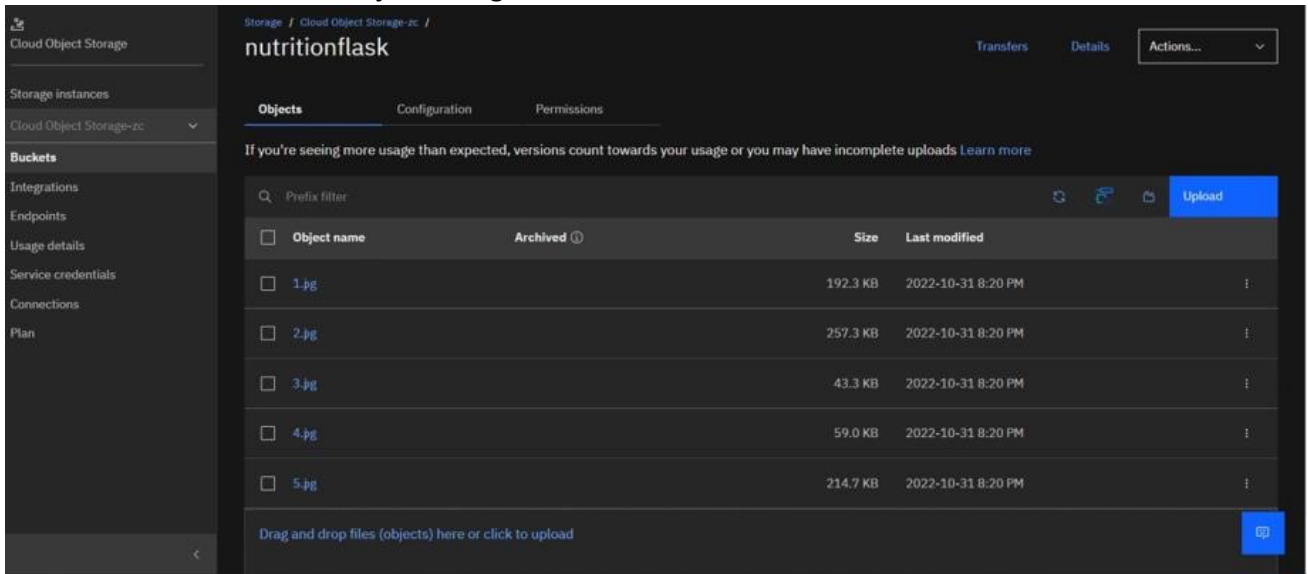 Cloud Object Storage
Storage instances
Cloud Object Storage-zc
Buckets
Integrations
Endpoints
Usage details
Service credentials
Connections
Plan
Storage / Cloud Object Storage-zc /
nutritionflask
Transfers Details Actions...
Objects Configuration Permissions
If you're seeing more usage than expected, versions count towards your usage or you may have incomplete uploads Learn more
Prefix filter Upload
Object name Archived Size Last modified
1.jpg 192.3 KB 2022-10-31 8:20 PM
2.jpg 257.3 KB 2022-10-31 8:20 PM
3.jpg 43.3 KB 2022-10-31 8:20 PM
4.jpg 59.0 KB 2022-10-31 8:20 PM
5.jpg 214.7 KB 2022-10-31 8:20 PM
Drag and drop files (objects) here or click to upload